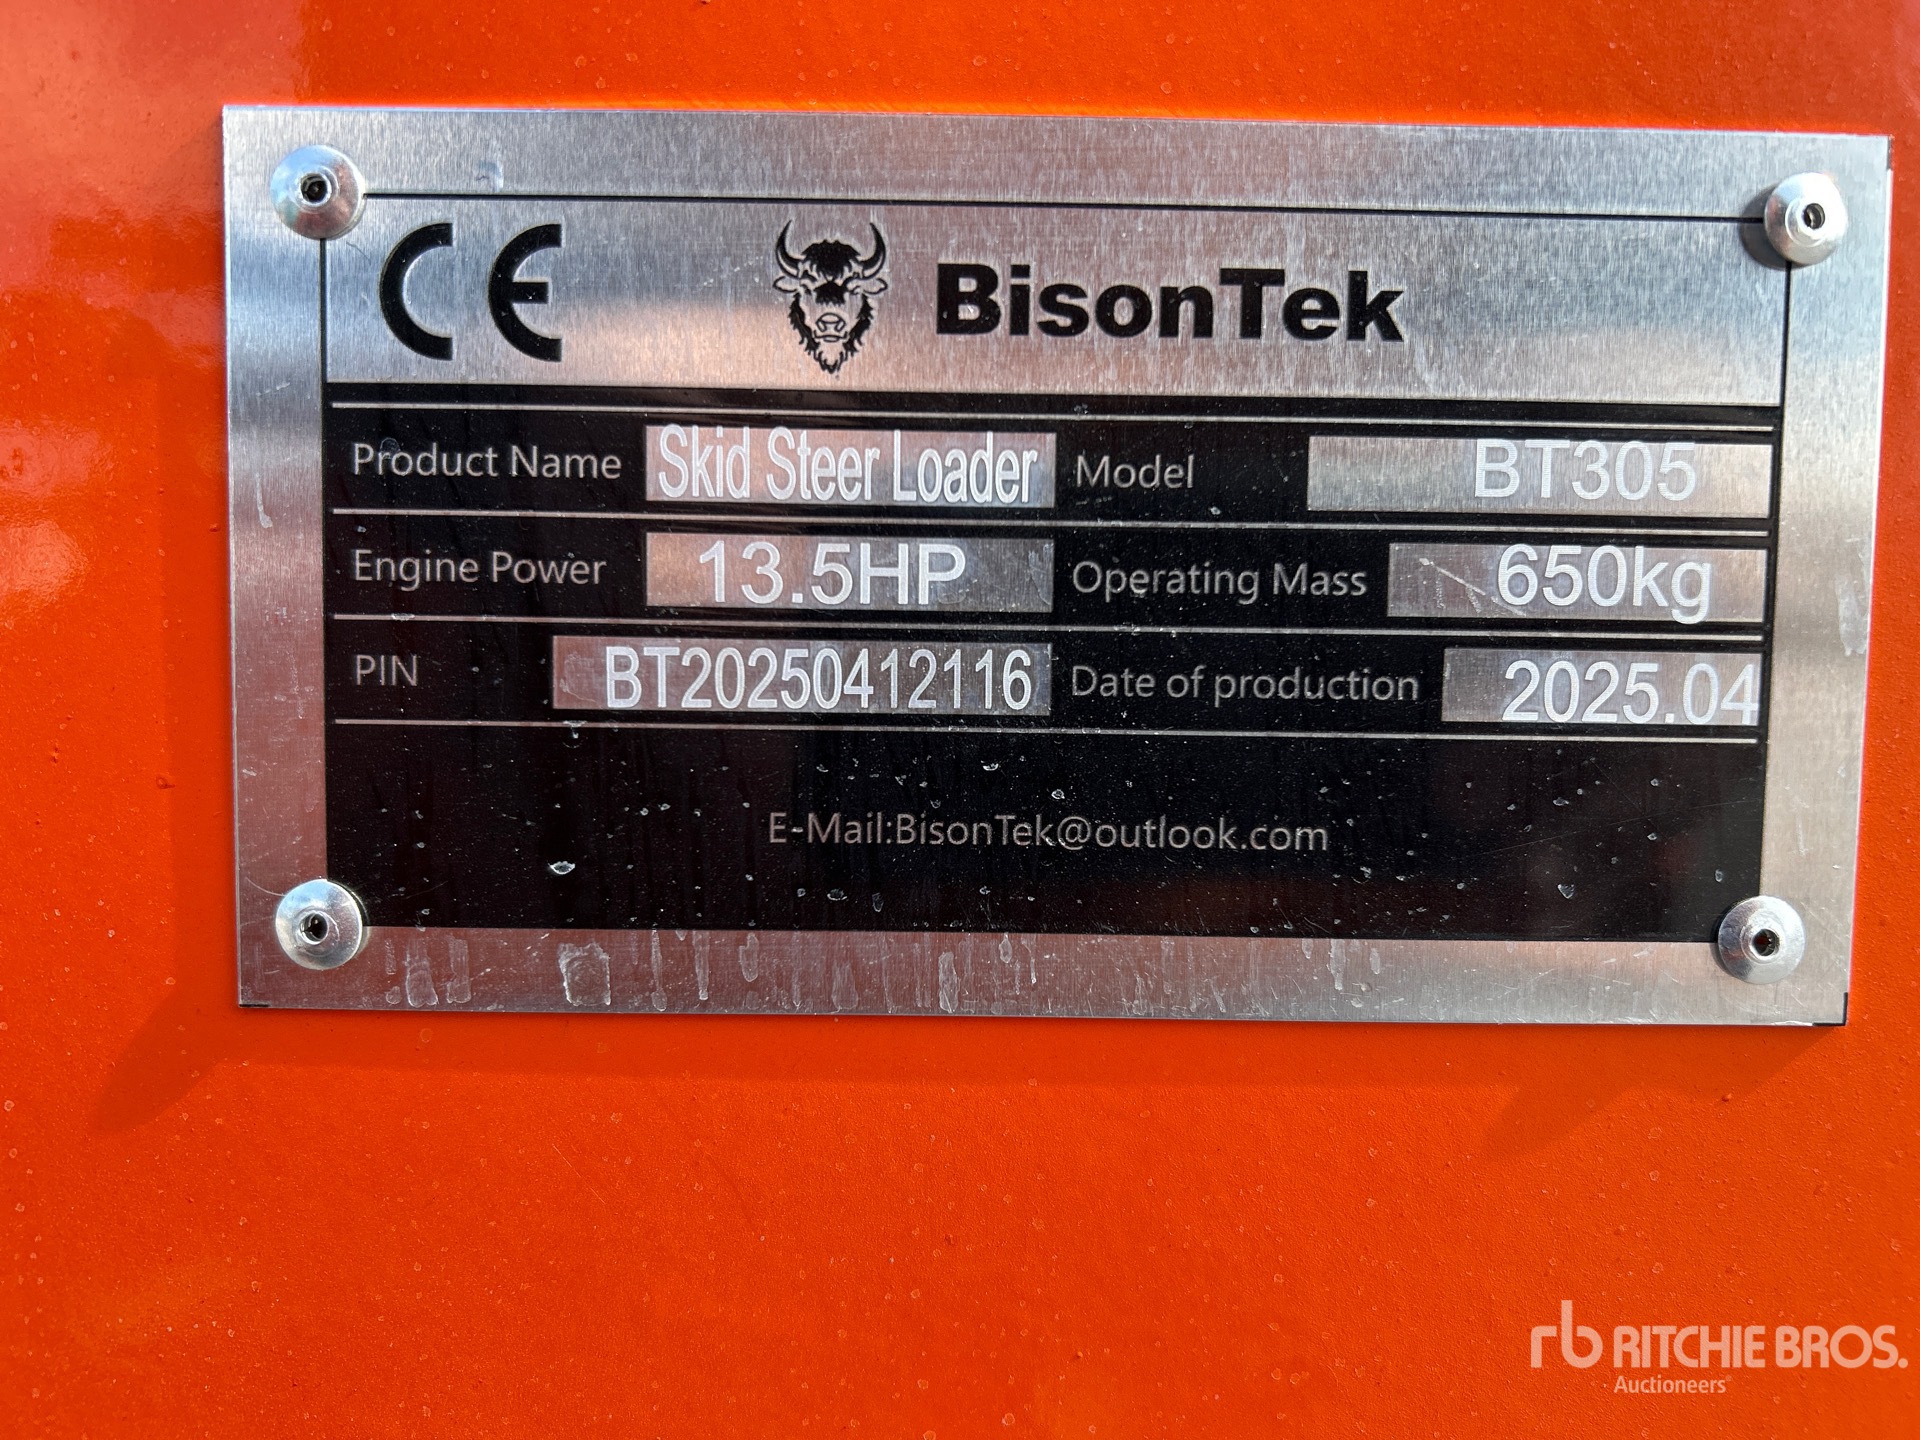 CE BisonTek
Product Name Skid Steer Loader Model BT305
Engine Power 13.5HP Operating Mass 650kg
PIN BT20250412116 Date of production 2025.04
E-Mail:BisonTek@outlook.com
rb RITCHIE BROS.
Auctioneers